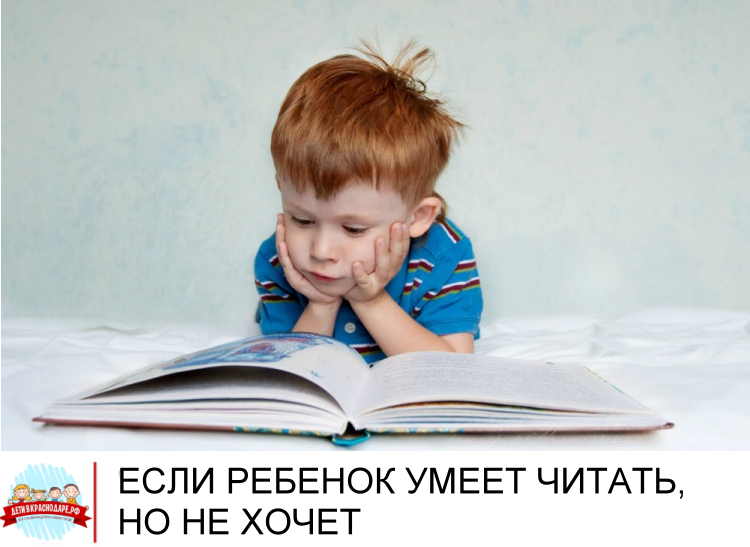 ЕСЛИ РЕБЕНОК УМЕЕТ ЧИТАТЬ,
НО НЕ ХОЧЕТ
ДЕТИВКРАСНОДАРЕ.РФ